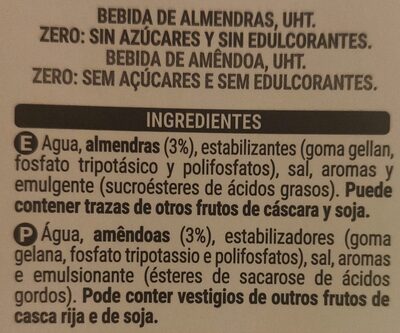 BEBIDA DE ALMENDRAS, UHT.
ZERO: SIN AZÚCARES Y SIN EDULCORANTES.
BEBIDA DE AMÊNDOA, UHT.
ZERO: SEM AÇÚCARES E SEM EDULCORANTES.
INGREDIENTES
E Agua, almendras (3%), estabilizantes (goma gellan,
fosfato tripotásico y polifosfatos), sal, aromas y
emulgente (sucroésteres de ácidos grasos). Puede
contener trazas de otros frutos de cáscara y soja.
P Água, amêndoas (3%), estabilizadores (goma
gelana, fosfato tripotassio e polifosfatos), sal, aromas
e emulsionante (ésteres de sacarose de ácidos
gordos). Pode conter vestigios de outros frutos de
casca rija e de soja.